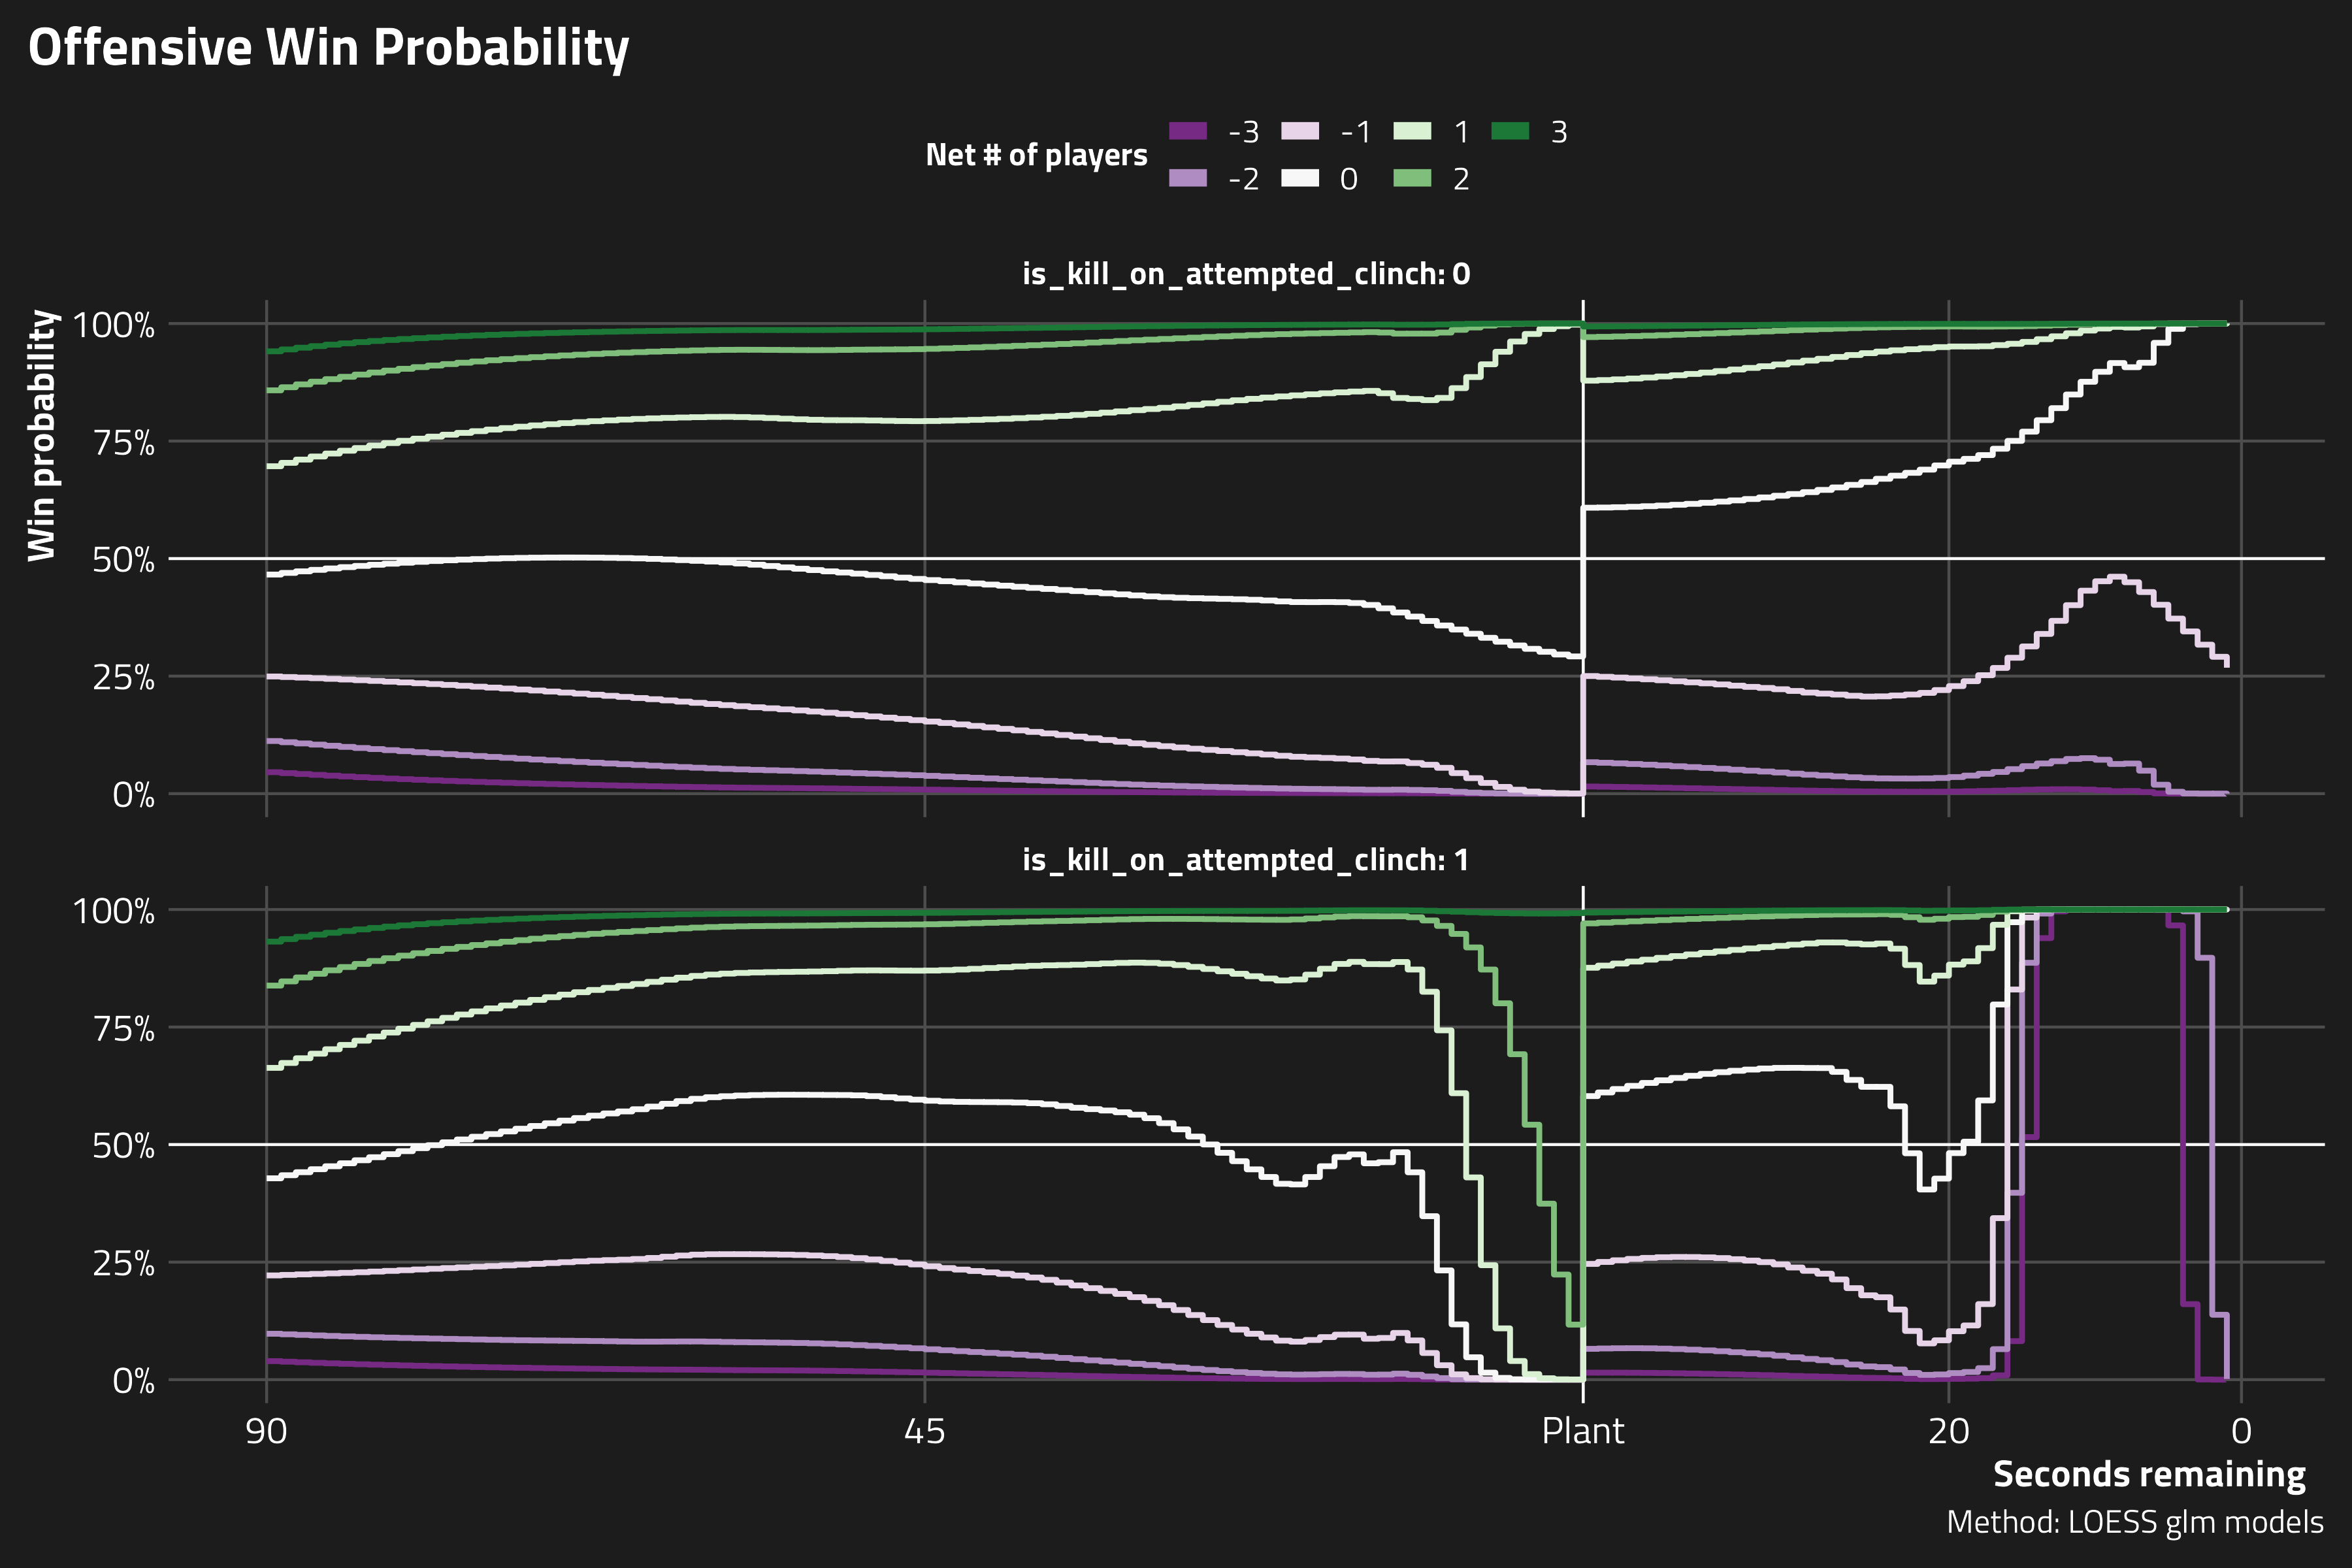 Offensive Win Probability
Net # of players
-3 -1 1 3
-2 0 2
is_kill_on_attempted_clinch: 0
Win probability
100%
75%
50%
25%
0%
is_kill_on_attempted_clinch: 1
100%
75%
50%
25%
0%
90 45 Plant 20 0
Seconds remaining
Method: LOESS glm models